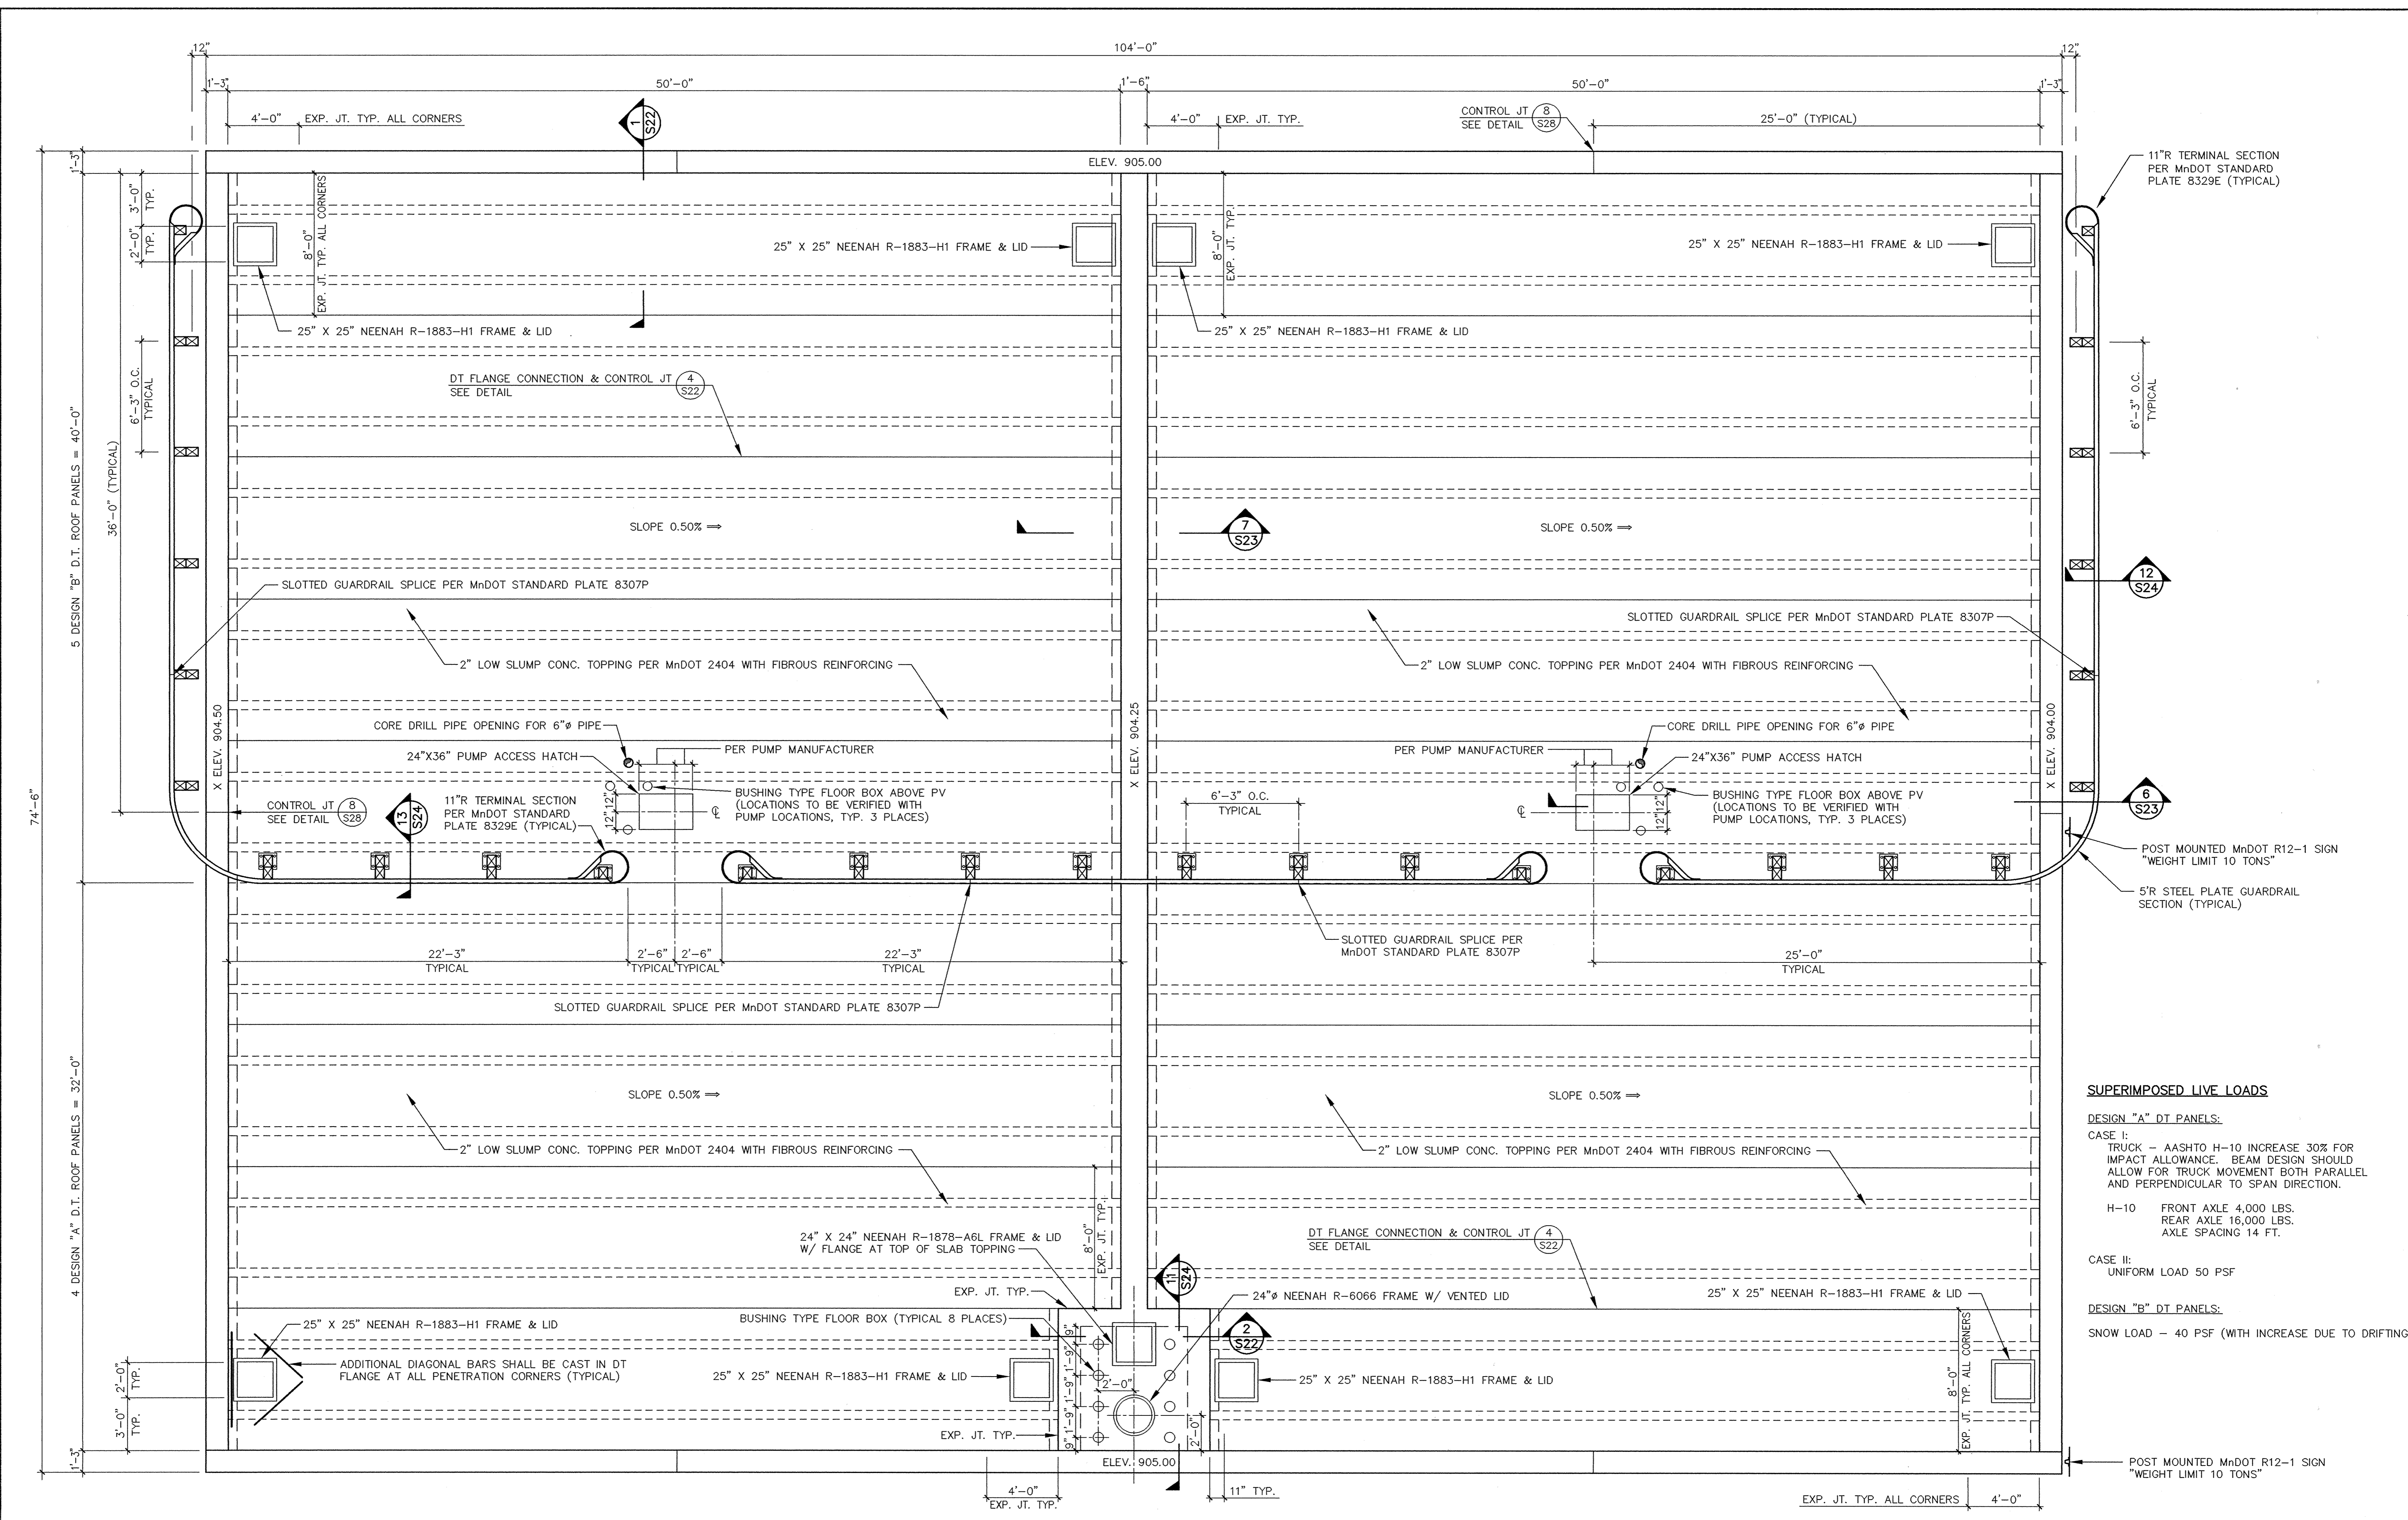 12"
104'-0"
12"
1'-3"
50'-0"
1'-6"
50'-0"
1'-3"
4'-0"
EXP. JT. TYP. ALL CORNERS
1
S22
4'-0"
EXP. JT. TYP.
CONTROL JT
SEE DETAIL
8
S28
25'-0" (TYPICAL)
ELEV. 905.00
11"R TERMINAL SECTION
PER MnDOT STANDARD
PLATE 8329E (TYPICAL)
1'-3"
3'-0"
TYP.
2'-0"
TYP.
8'-0"
EXP. JT. TYP. ALL CORNERS
25" X 25" NEENAH R-1883-H1 FRAME & LID
8'-0"
EXP. JT. TYP.
25" X 25" NEENAH R-1883-H1 FRAME & LID
25" X 25" NEENAH R-1883-H1 FRAME & LID
25" X 25" NEENAH R-1883-H1 FRAME & LID
6'-3" O.C.
TYPICAL
DT FLANGE CONNECTION & CONTROL JT
SEE DETAIL
4
S22
6'-3" O.C.
TYPICAL
5 DESIGN "B" D.T. ROOF PANELS = 40'-0"
36'-0" (TYPICAL)
SLOPE 0.50% ⇒
7
S23
SLOPE 0.50% ⇒
12
S24
SLOTTED GUARDRAIL SPLICE PER MnDOT STANDARD PLATE 8307P
SLOTTED GUARDRAIL SPLICE PER MnDOT STANDARD PLATE 8307P
2" LOW SLUMP CONC. TOPPING PER MnDOT 2404 WITH FIBROUS REINFORCING
2" LOW SLUMP CONC. TOPPING PER MnDOT 2404 WITH FIBROUS REINFORCING
X ELEV. 904.50
X ELEV. 904.25
X ELEV. 904.00
CORE DRILL PIPE OPENING FOR 6"ø PIPE
PER PUMP MANUFACTURER
24"X36" PUMP ACCESS HATCH
BUSHING TYPE FLOOR BOX ABOVE PV
(LOCATIONS TO BE VERIFIED WITH
PUMP LOCATIONS, TYP. 3 PLACES)
12"
12"
℄
CORE DRILL PIPE OPENING FOR 6"ø PIPE
PER PUMP MANUFACTURER
24"X36" PUMP ACCESS HATCH
BUSHING TYPE FLOOR BOX ABOVE PV
(LOCATIONS TO BE VERIFIED WITH
PUMP LOCATIONS, TYP. 3 PLACES)
12"
12"
℄
6'-3" O.C.
TYPICAL
6
S23
74'-6"
CONTROL JT
SEE DETAIL
8
S28
13
S24
11"R TERMINAL SECTION
PER MnDOT STANDARD
PLATE 8329E (TYPICAL)
POST MOUNTED MnDOT R12-1 SIGN
"WEIGHT LIMIT 10 TONS"
5'R STEEL PLATE GUARDRAIL
SECTION (TYPICAL)
22'-3"
TYPICAL
2'-6"
TYPICAL
2'-6"
TYPICAL
22'-3"
TYPICAL
SLOTTED GUARDRAIL SPLICE PER
MnDOT STANDARD PLATE 8307P
25'-0"
TYPICAL
SLOTTED GUARDRAIL SPLICE PER MnDOT STANDARD PLATE 8307P
4 DESIGN "A" D.T. ROOF PANELS = 32'-0"
SLOPE 0.50% ⇒
SLOPE 0.50% ⇒
2" LOW SLUMP CONC. TOPPING PER MnDOT 2404 WITH FIBROUS REINFORCING
2" LOW SLUMP CONC. TOPPING PER MnDOT 2404 WITH FIBROUS REINFORCING
SUPERIMPOSED LIVE LOADS
DESIGN "A" DT PANELS:
CASE I:
TRUCK - AASHTO H-10 INCREASE 30% FOR
IMPACT ALLOWANCE. BEAM DESIGN SHOULD
ALLOW FOR TRUCK MOVEMENT BOTH PARALLEL
AND PERPENDICULAR TO SPAN DIRECTION.
H-10 FRONT AXLE 4,000 LBS.
REAR AXLE 16,000 LBS.
AXLE SPACING 14 FT.
CASE II:
UNIFORM LOAD 50 PSF
DESIGN "B" DT PANELS:
SNOW LOAD - 40 PSF (WITH INCREASE DUE TO DRIFTING
24" X 24" NEENAH R-1878-A6L FRAME & LID
W/ FLANGE AT TOP OF SLAB TOPPING
8'-0"
EXP. JT. TYP.
DT FLANGE CONNECTION & CONTROL JT
SEE DETAIL
4
S22
EXP. JT. TYP.
11
S24
24"ø NEENAH R-6066 FRAME W/ VENTED LID
25" X 25" NEENAH R-1883-H1 FRAME & LID
25" X 25" NEENAH R-1883-H1 FRAME & LID
BUSHING TYPE FLOOR BOX (TYPICAL 8 PLACES)
2
S22
ADDITIONAL DIAGONAL BARS SHALL BE CAST IN DT
FLANGE AT ALL PENETRATION CORNERS (TYPICAL)
25" X 25" NEENAH R-1883-H1 FRAME & LID
25" X 25" NEENAH R-1883-H1 FRAME & LID
2'-0"
TYP.
3'-0"
TYP.
1'-3"
9"
1'-9"
1'-9"
1'-9"
9"
2'-0"
2'-0"
8'-0"
EXP. JT. TYP. ALL CORNERS
EXP. JT. TYP.
ELEV. 905.00
4'-0"
EXP. JT. TYP.
11" TYP.
EXP. JT. TYP. ALL CORNERS
4'-0"
POST MOUNTED MnDOT R12-1 SIGN
"WEIGHT LIMIT 10 TONS"